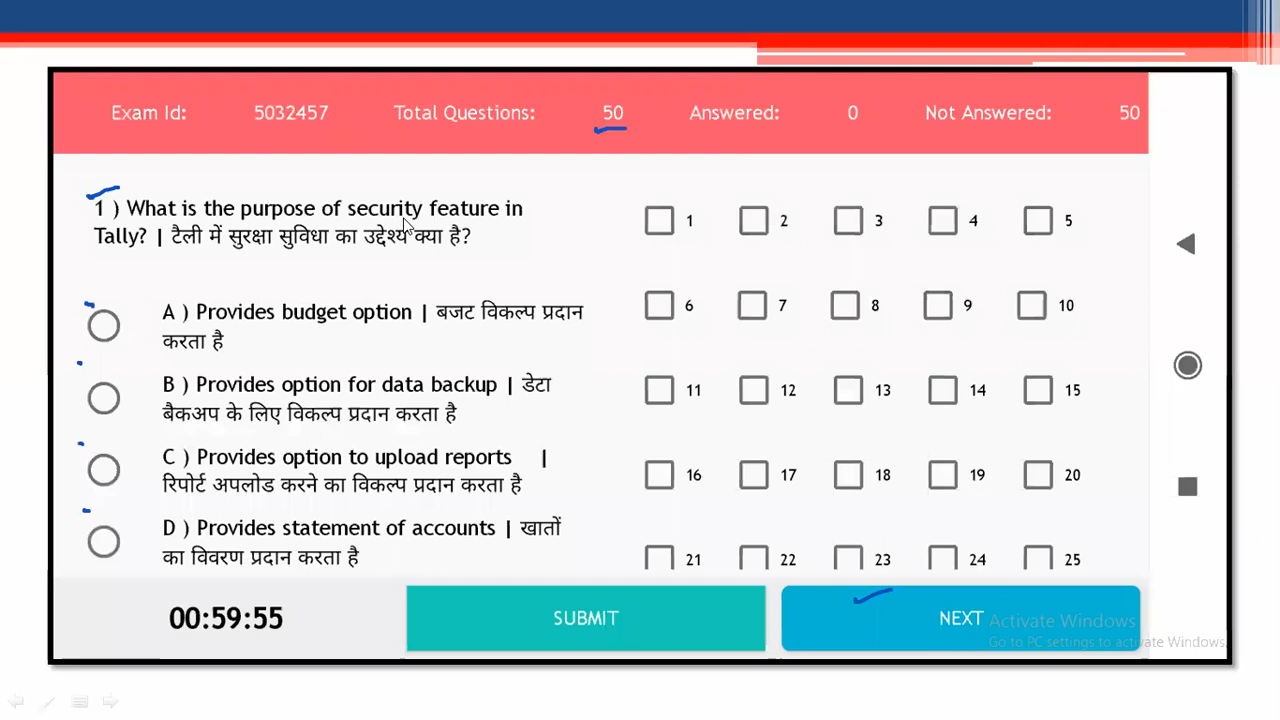 Exam Id: 5032457 Total Questions: 50 Answered: 0 Not Answered: 50
1 ) What is the purpose of security feature in
Tally? | टैली में सुरक्षा सुविधा का उद्देश्य क्या है?
A ) Provides budget option | बजट विकल्प प्रदान
करता है
B ) Provides option for data backup | डेटा
बैकअप के लिए विकल्प प्रदान करता है
C ) Provides option to upload reports |
रिपोर्ट अपलोड करने का विकल्प प्रदान करता है
D ) Provides statement of accounts | खातों
का विवरण प्रदान करता है
1 2 3 4 5
6 7 8 9 10
11 12 13 14 15
16 17 18 19 20
21 22 23 24 25
00:59:55 SUBMIT NEXT
Activate Windows
Go to PC settings to activate Windows.